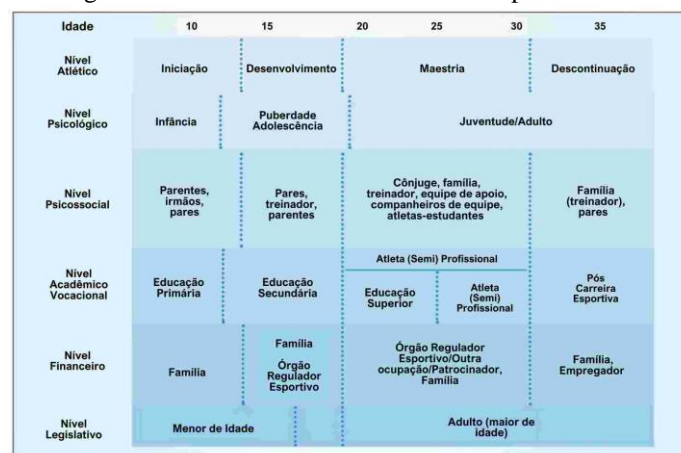 Idade 10 15 20 25 30 35
Nível
Atlético
Iniciação
Desenvolvimento
Maestria
Descontinuação
Nível
Psicológico
Infância
Puberdade
Adolescência
Juventude/Adulto
Nível
Psicossocial
Parentes,
irmãos,
pares
Pares,
treinador,
parentes
Cônjuge, família,
treinador, equipe de apoio,
companheiros de equipe,
atletas-estudantes
Família
(treinador),
pares
Nível
Acadêmico
Vocacional
Educação
Primária
Educação
Secundária
Atleta (Semi) Profissional
Educação
Superior
Atleta
(Semi)
Profissional
Pós
Carreira
Esportiva
Nível
Financeiro
Família
Família
Órgão
Regulador
Esportivo
Órgão Regulador
Esportivo/Outra
ocupação/Patrocinador,
Família
Família,
Empregador
Nível
Legislativo
Menor de Idade
Adulto (maior de
idade)